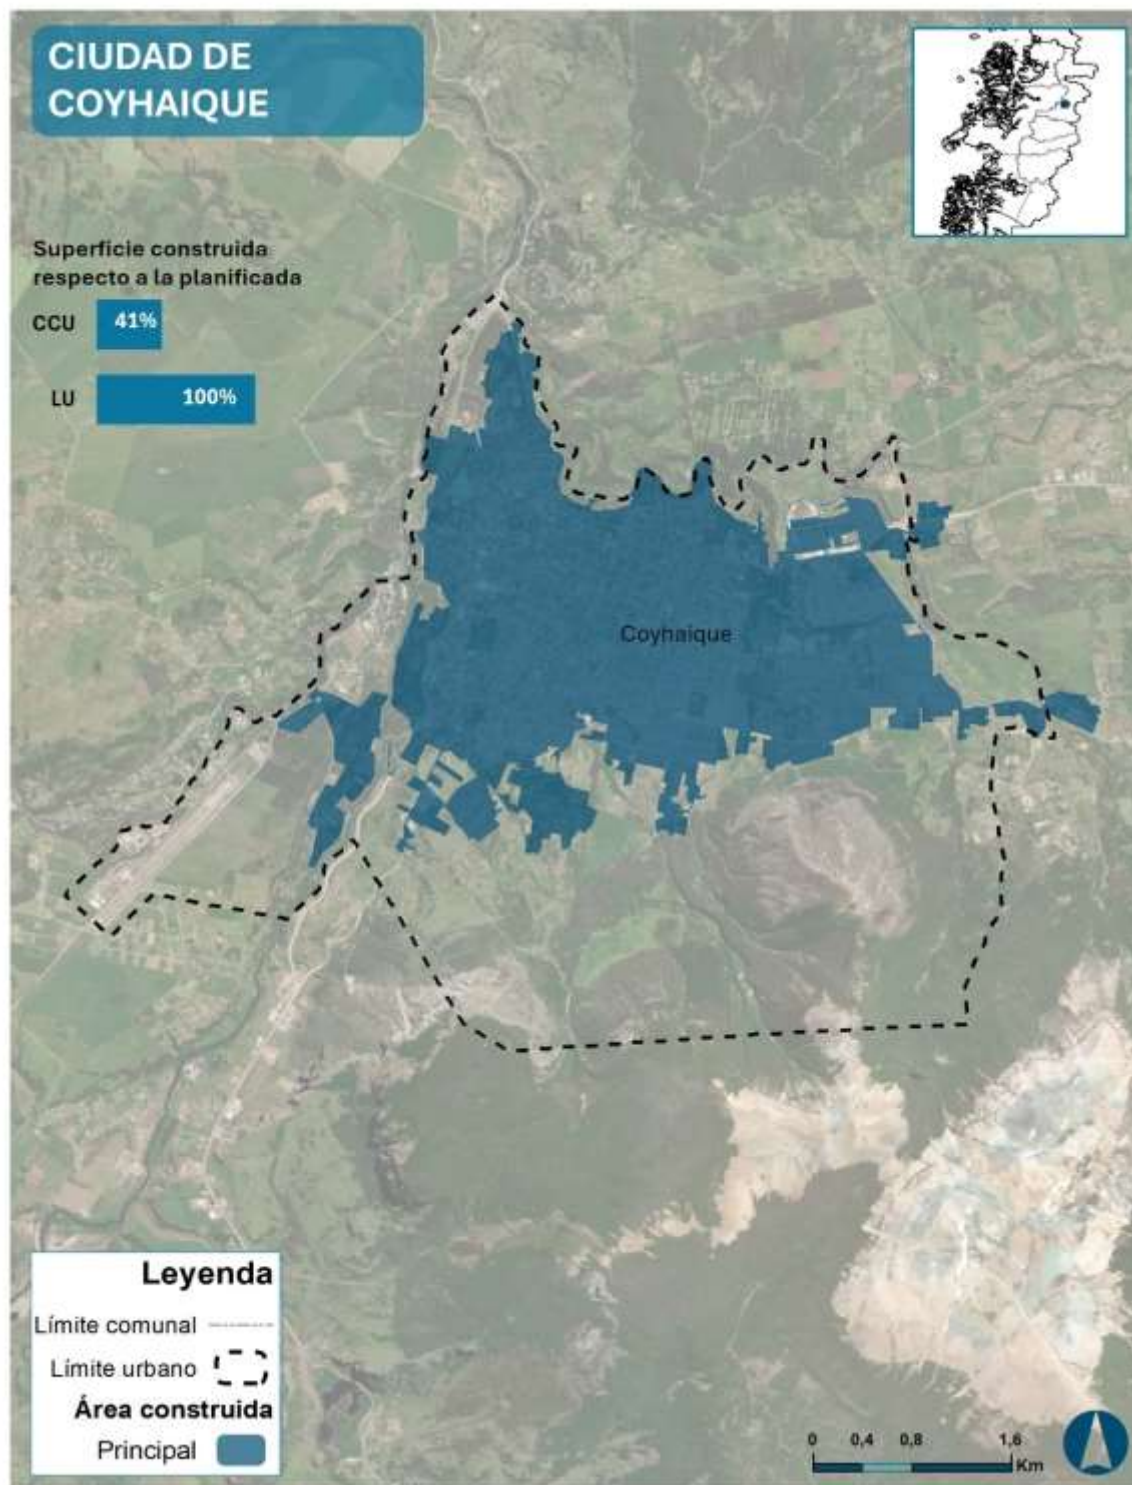 CIUDAD DE
COYHAIQUE
Superficie construida
respecto a la planificada
CCU 41%
LU 100%
Coyhaique
Leyenda
Límite comunal
Límite urbano
Área construida
Principal
0 0,4 0,8 1,6
Km